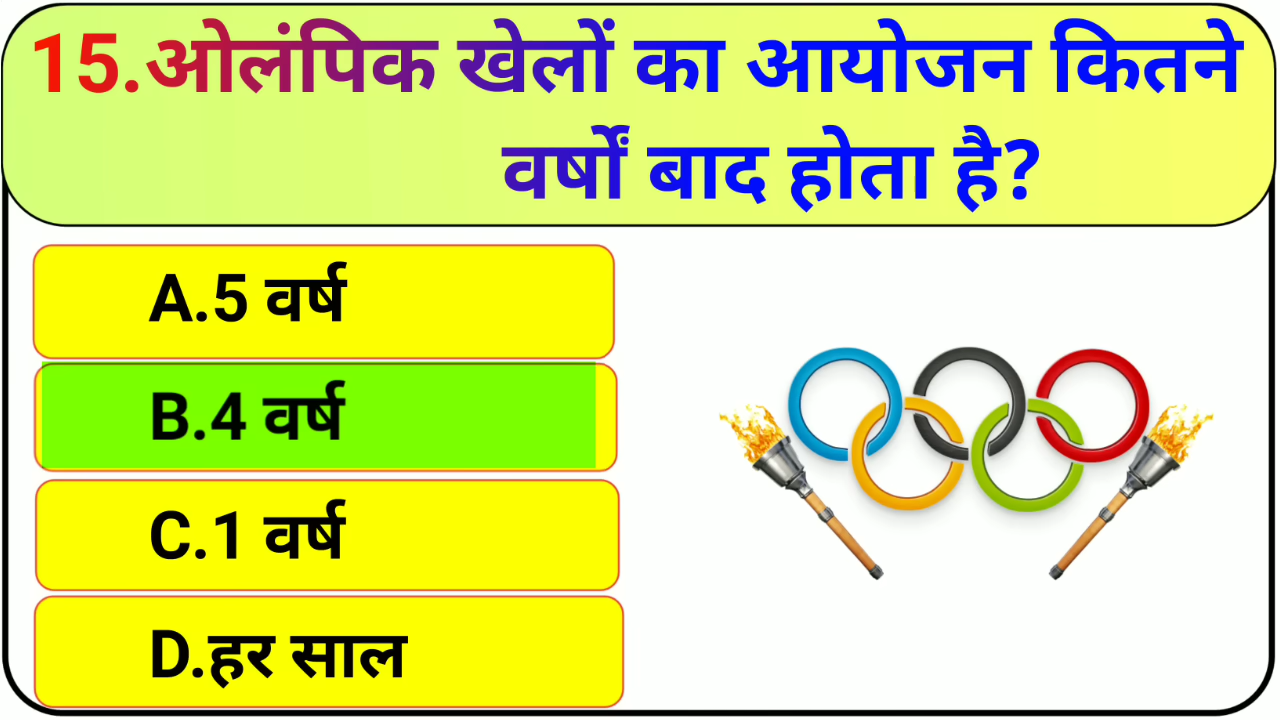 15.ओलंपिक खेलों का आयोजन कितने
वर्षों बाद होता है?
A.5 वर्ष
B.4 वर्ष
C.1 वर्ष
D.हर साल